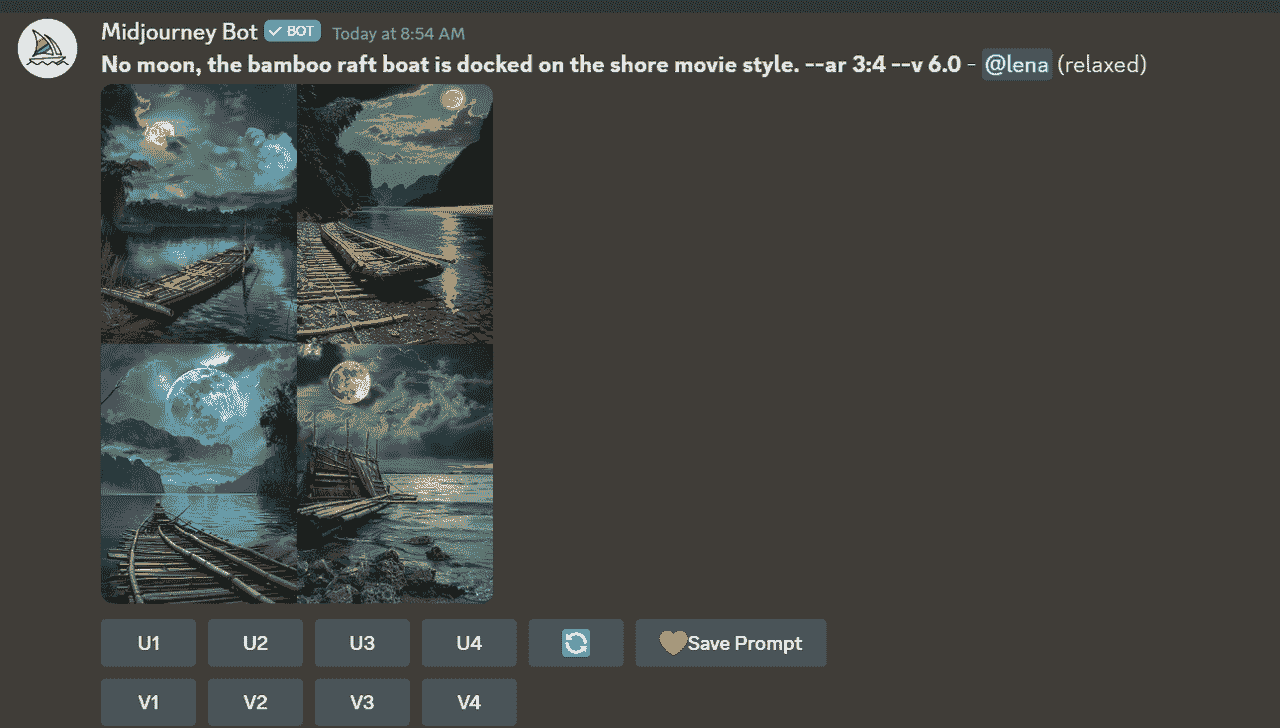 Midjourney Bot ✓ BOT Today at 8:54 AM
No moon, the bamboo raft boat is docked on the shore movie style. --ar 3:4 --v 6.0 - @lena (relaxed)
U1 U2 U3 U4 Save Prompt
V1 V2 V3 V4